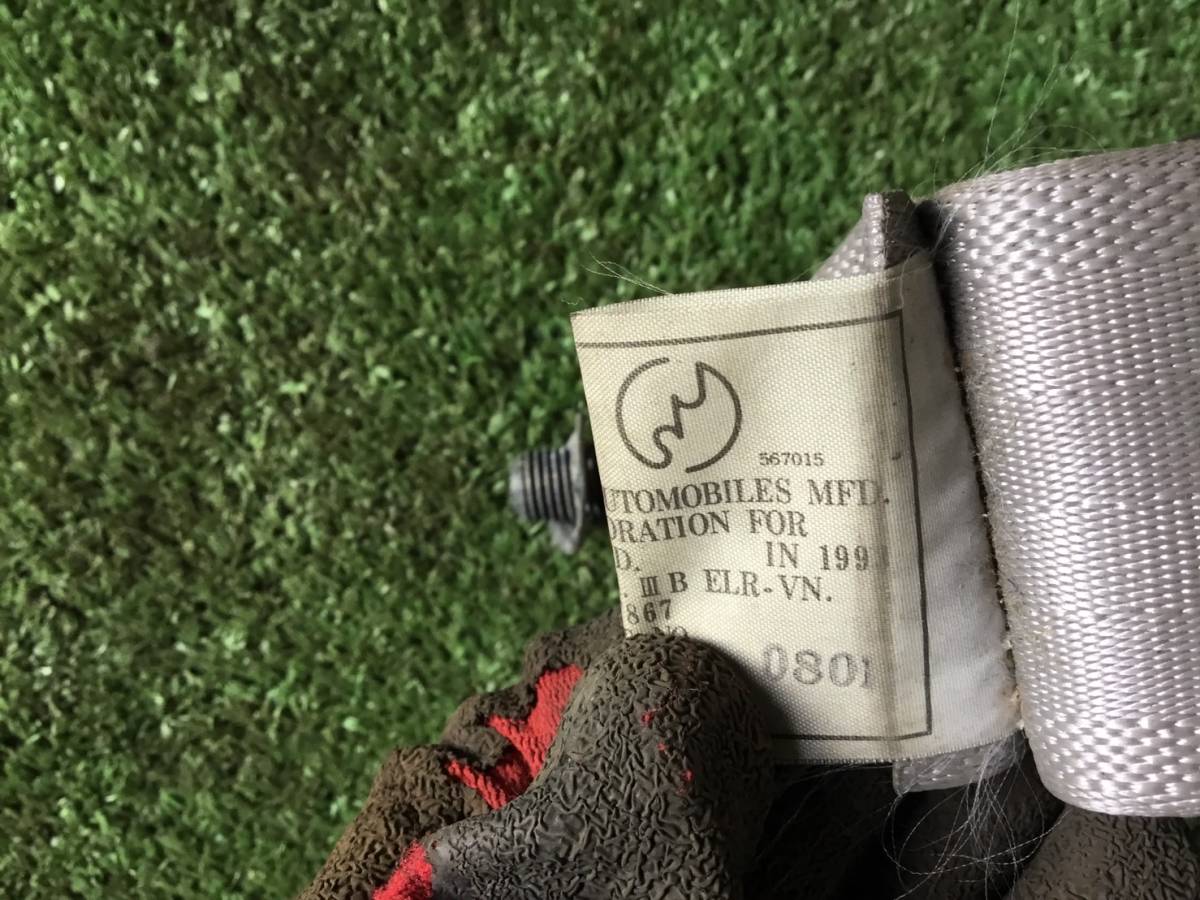 567015
UTOMOBILES MFD.
ORATION FOR
D. IN 199
. III B ELR-VN.
867
0801